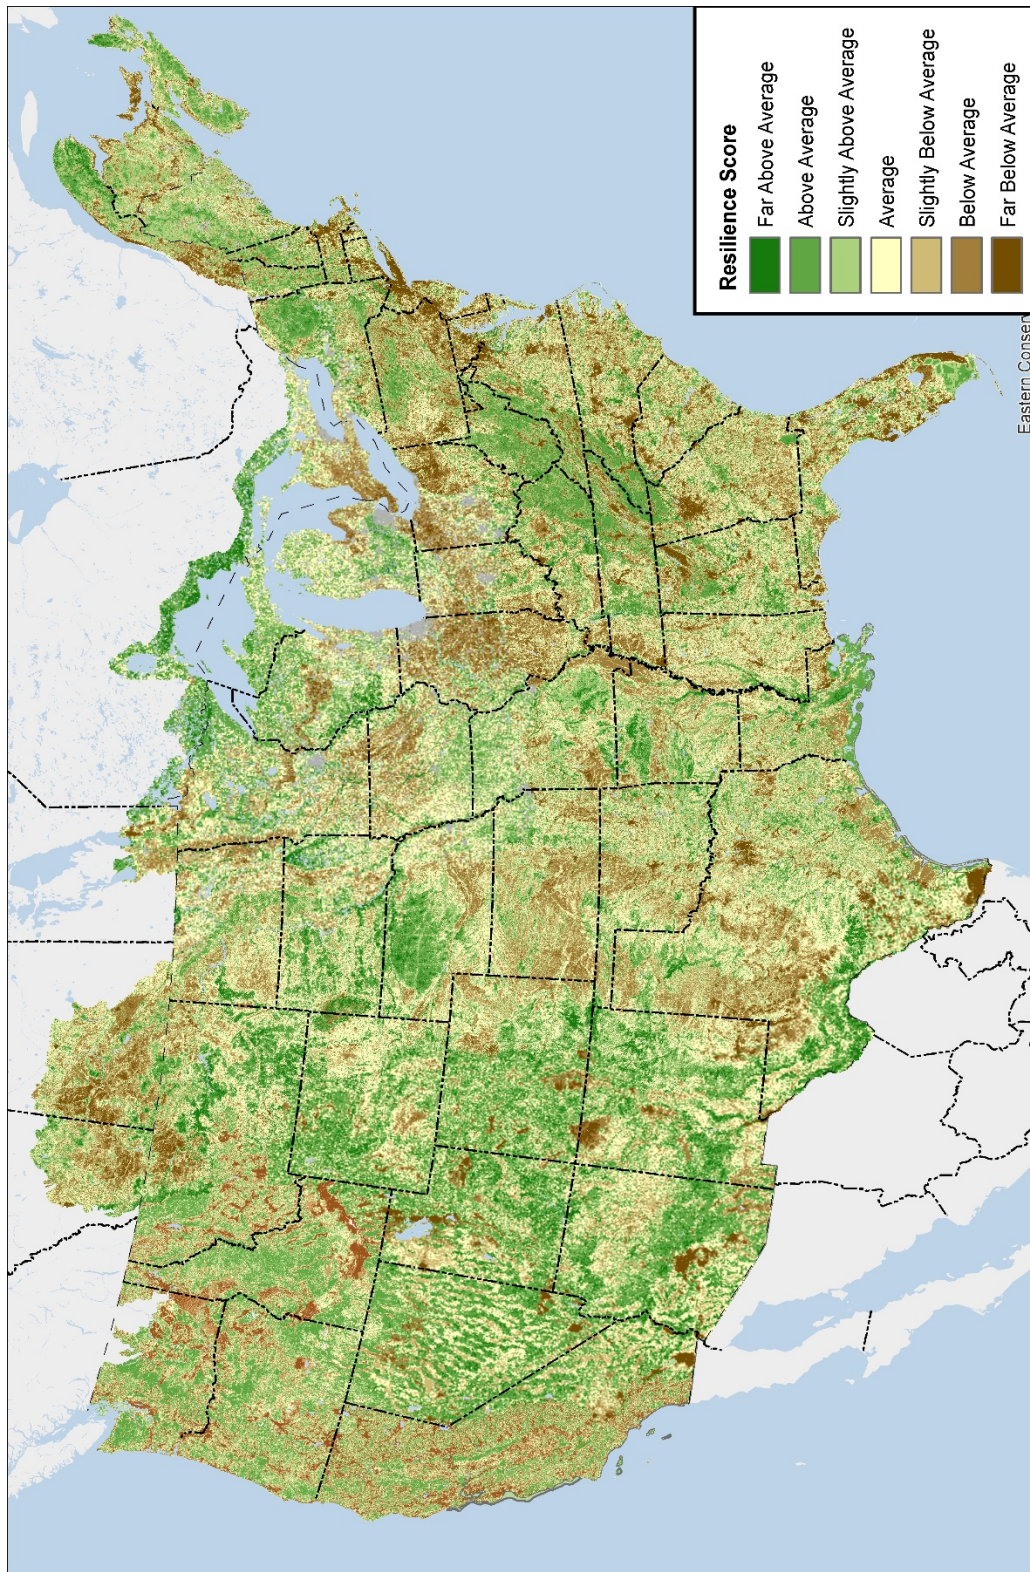 Resilience Score
Far Above Average
Above Average
Slightly Above Average
Average
Slightly Below Average
Below Average
Far Below Average
Eastern Conserv